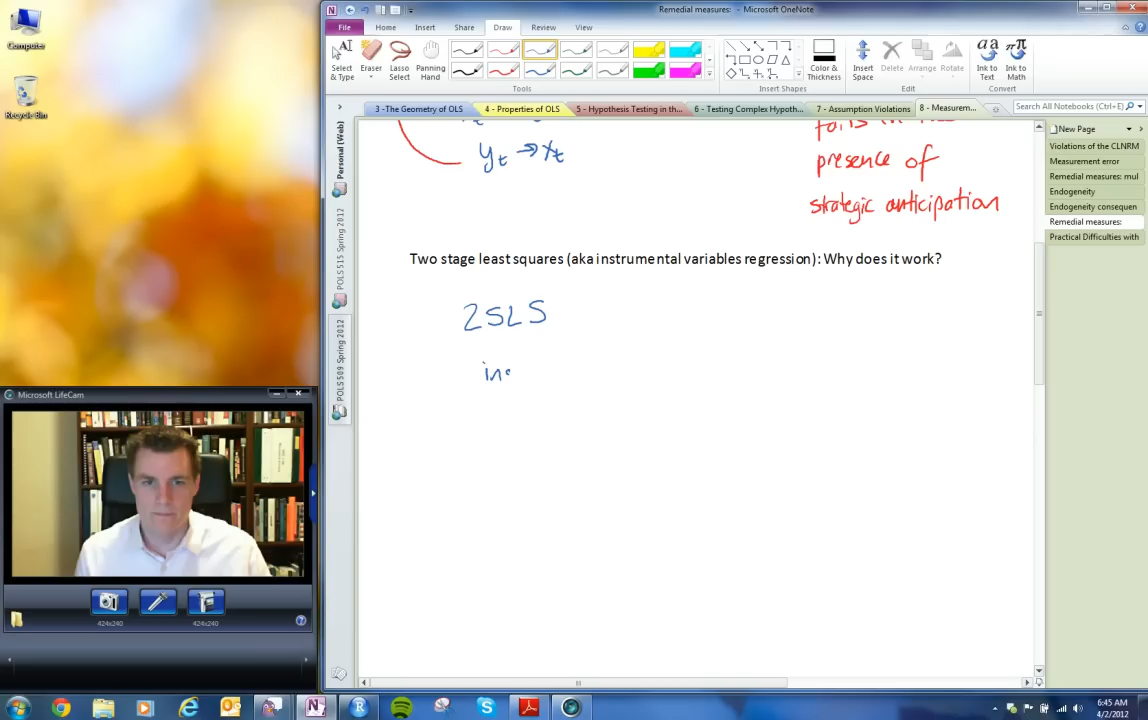 Computer
Recycle Bin
Remedial measures: - Microsoft OneNote
File Home Insert Share Draw Review View
Select & Type
Eraser
Lasso Select
Panning Hand
Color & Thickness
Insert Space
Delete
Arrange
Rotate
Ink to Text
Ink to Math
Tools Insert Shapes Edit Convert
3 -The Geometry of OLS 4 - Properties of OLS 5 - Hypothesis Testing in th... 6 - Testing Complex Hypoth... 7 - Assumption Violations 8 - Measurem...
Search All Notebooks (Ctrl+E)
Personal (Web)
POLS 515 Spring 2012
POLS 509 Spring 2012
New Page
Violations of the CLNRM
Measurement error
Remedial measures: mul
Endogeneity
Endogeneity consequen
Remedial measures:
Practical Difficulties with
yt → xt
presence of
strategic anticipation
Two stage least squares (aka instrumental variables regression): Why does it work?
2SLS
Microsoft LifeCam
424x240 424x240
6:45 AM
4/2/2012